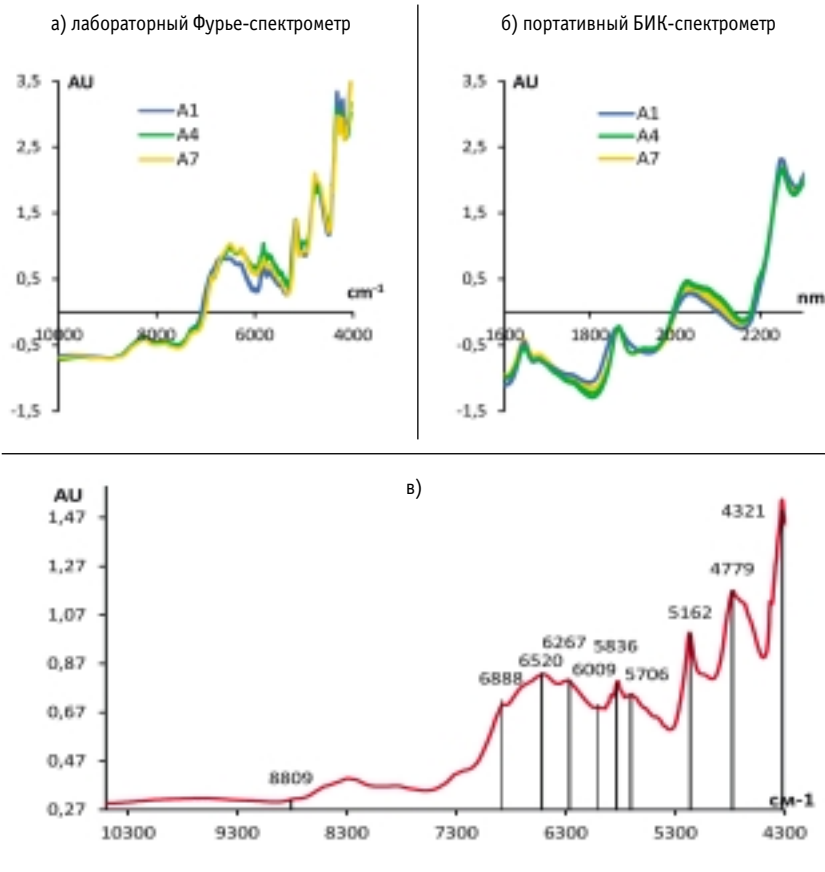 а) лабораторный Фурье-спектрометр
3,5 AU
A1
A4
2,5
A7
1,5
0,5
cm⁻¹
10000 8000 6000 4000
-0,5
-1,5
б) портативный БИК-спектрометр
3,5 AU
A1
A4
2,5
A7
1,5
0,5
nm
1600 1800 2000 2200
-0,5
-1,5
в)
AU
1,47
4321
1,27
4779
1,07
5162
0,87
6267 5836
6520 6009 5706
6888
0,67
0,47
8809
0,27
см-1
10300 9300 8300 7300 6300 5300 4300